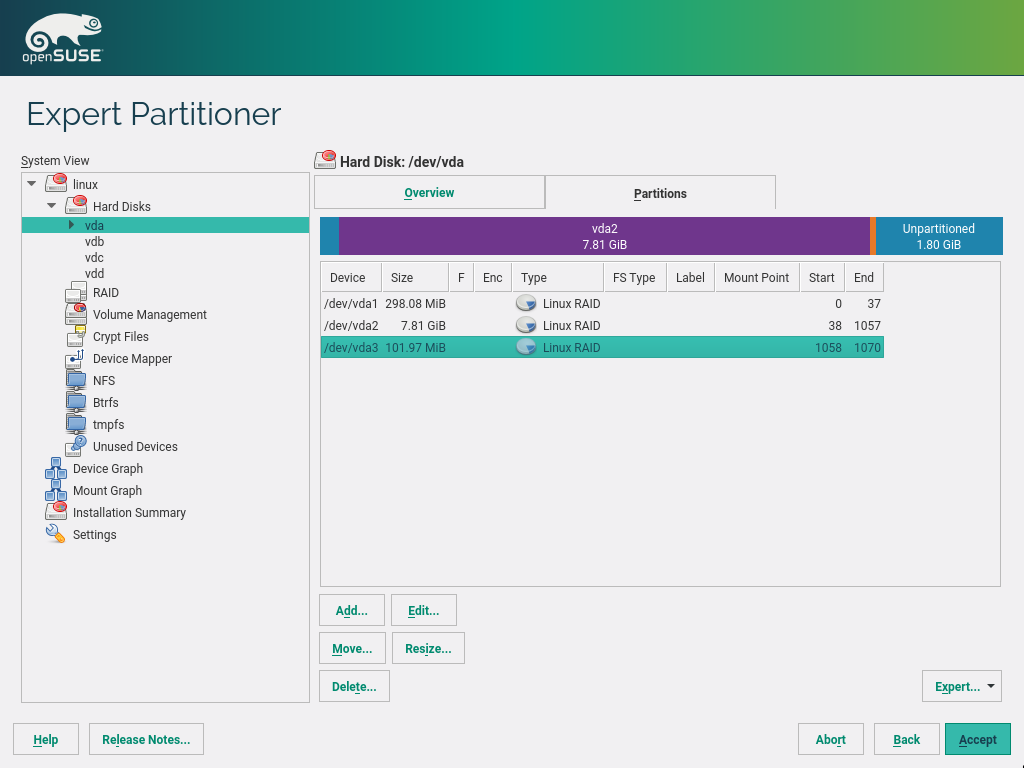 openSUSE
Expert Partitioner
System View
linux
Hard Disks
vda
vdb
vdc
vdd
RAID
Volume Management
Crypt Files
Device Mapper
NFS
Btrfs
tmpfs
Unused Devices
Device Graph
Mount Graph
Installation Summary
Settings
Hard Disk: /dev/vda
Overview Partitions
vda2 Unpartitioned
7.81 GiB 1.80 GiB
Device Size F Enc Type FS Type Label Mount Point Start End
/dev/vda1 298.08 MiB Linux RAID 0 37
/dev/vda2 7.81 GiB Linux RAID 38 1057
/dev/vda3 101.97 MiB Linux RAID 1058 1070
Add... Edit...
Move... Resize...
Delete... Expert...
Help Release Notes... Abort Back Accept